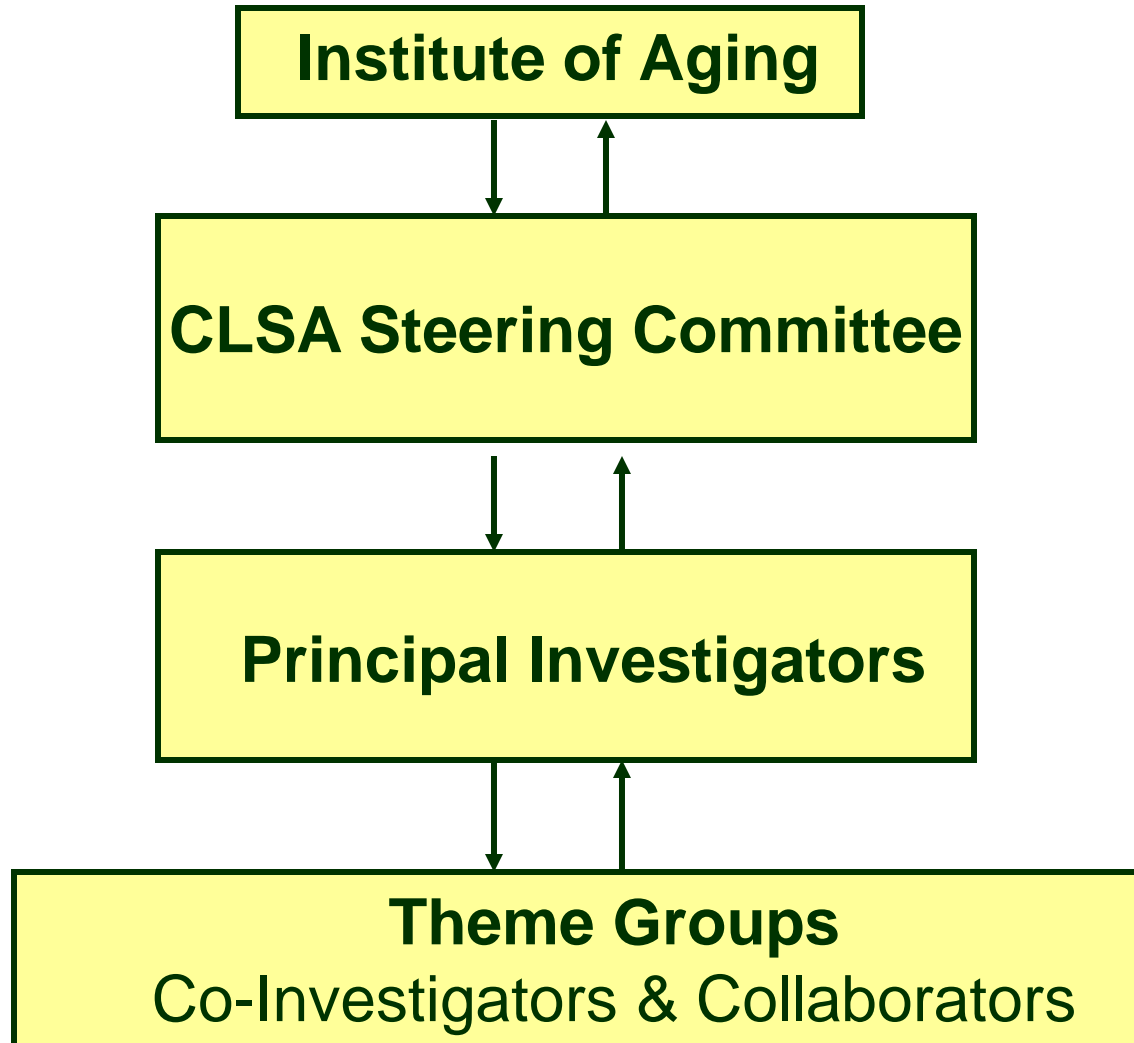 Institute of Aging
CLSA Steering Committee
Principal Investigators
Theme Groups
Co-Investigators & Collaborators